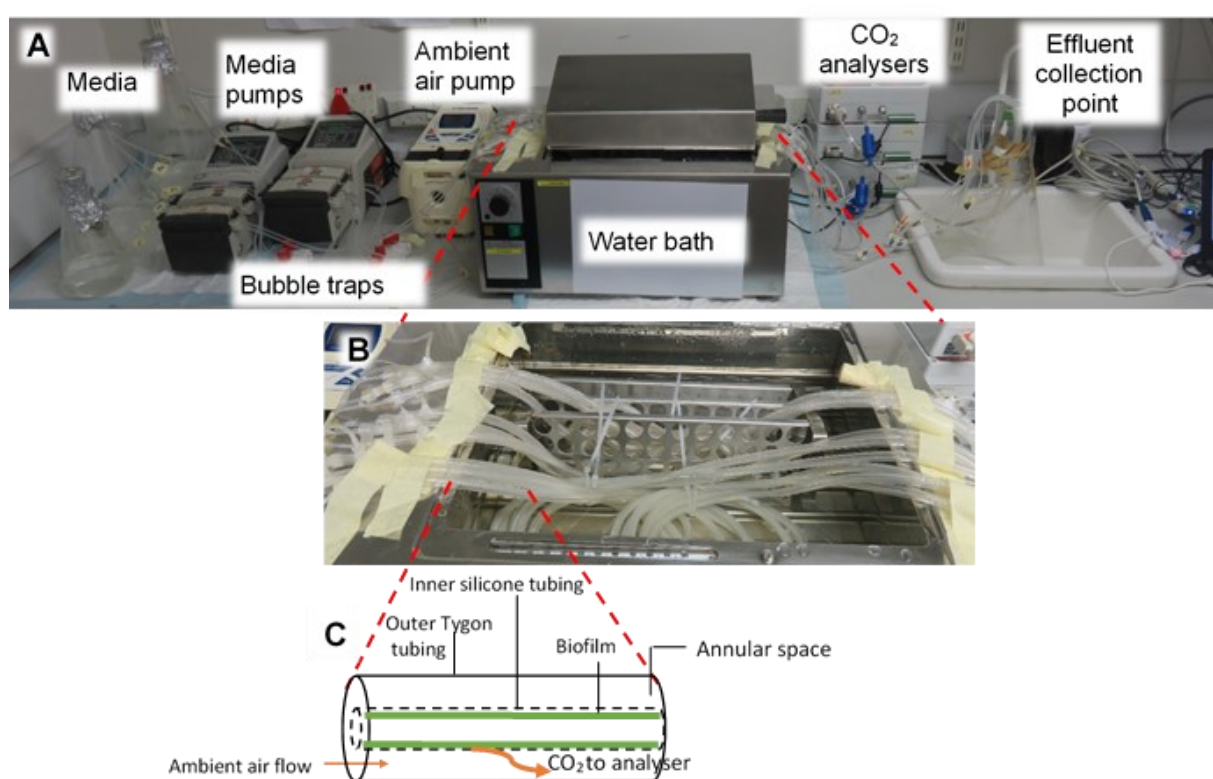 A
Media
Media
pumps
Ambient
air pump
CO₂
analysers
Effluent
collection
point
Water bath
Bubble traps
B
Inner silicone tubing
C
Outer Tygon
tubing
Biofilm
Annular space
Ambient air flow
CO₂ to analyser